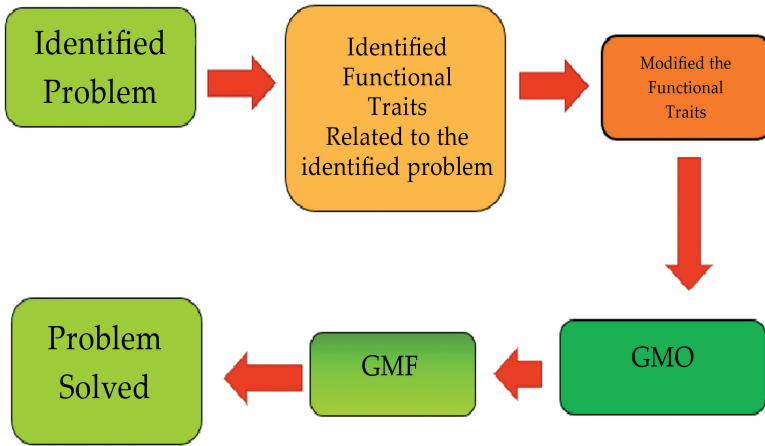 Identified
Problem
Identified
Functional
Traits
Related to the
identified problem
Modified the
Functional
Traits
GMO
GMF
Problem
Solved